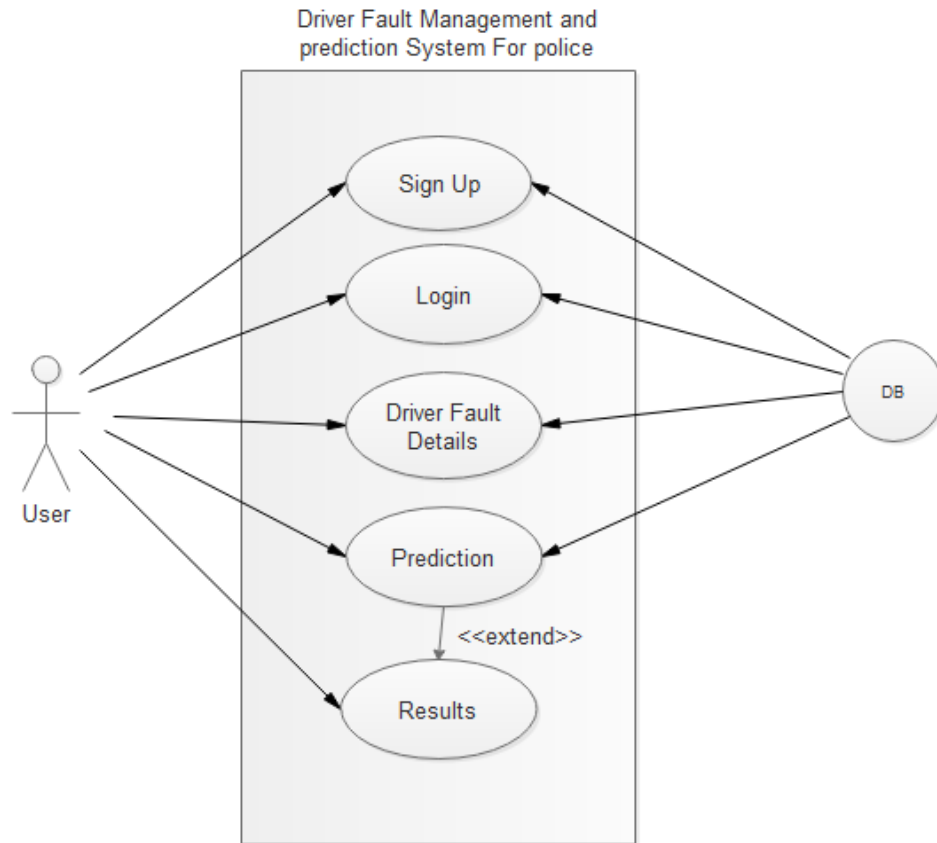 Driver Fault Management and
prediction System For police
Sign Up
Login
Driver Fault
Details
DB
User
Prediction
<<extend>>
Results